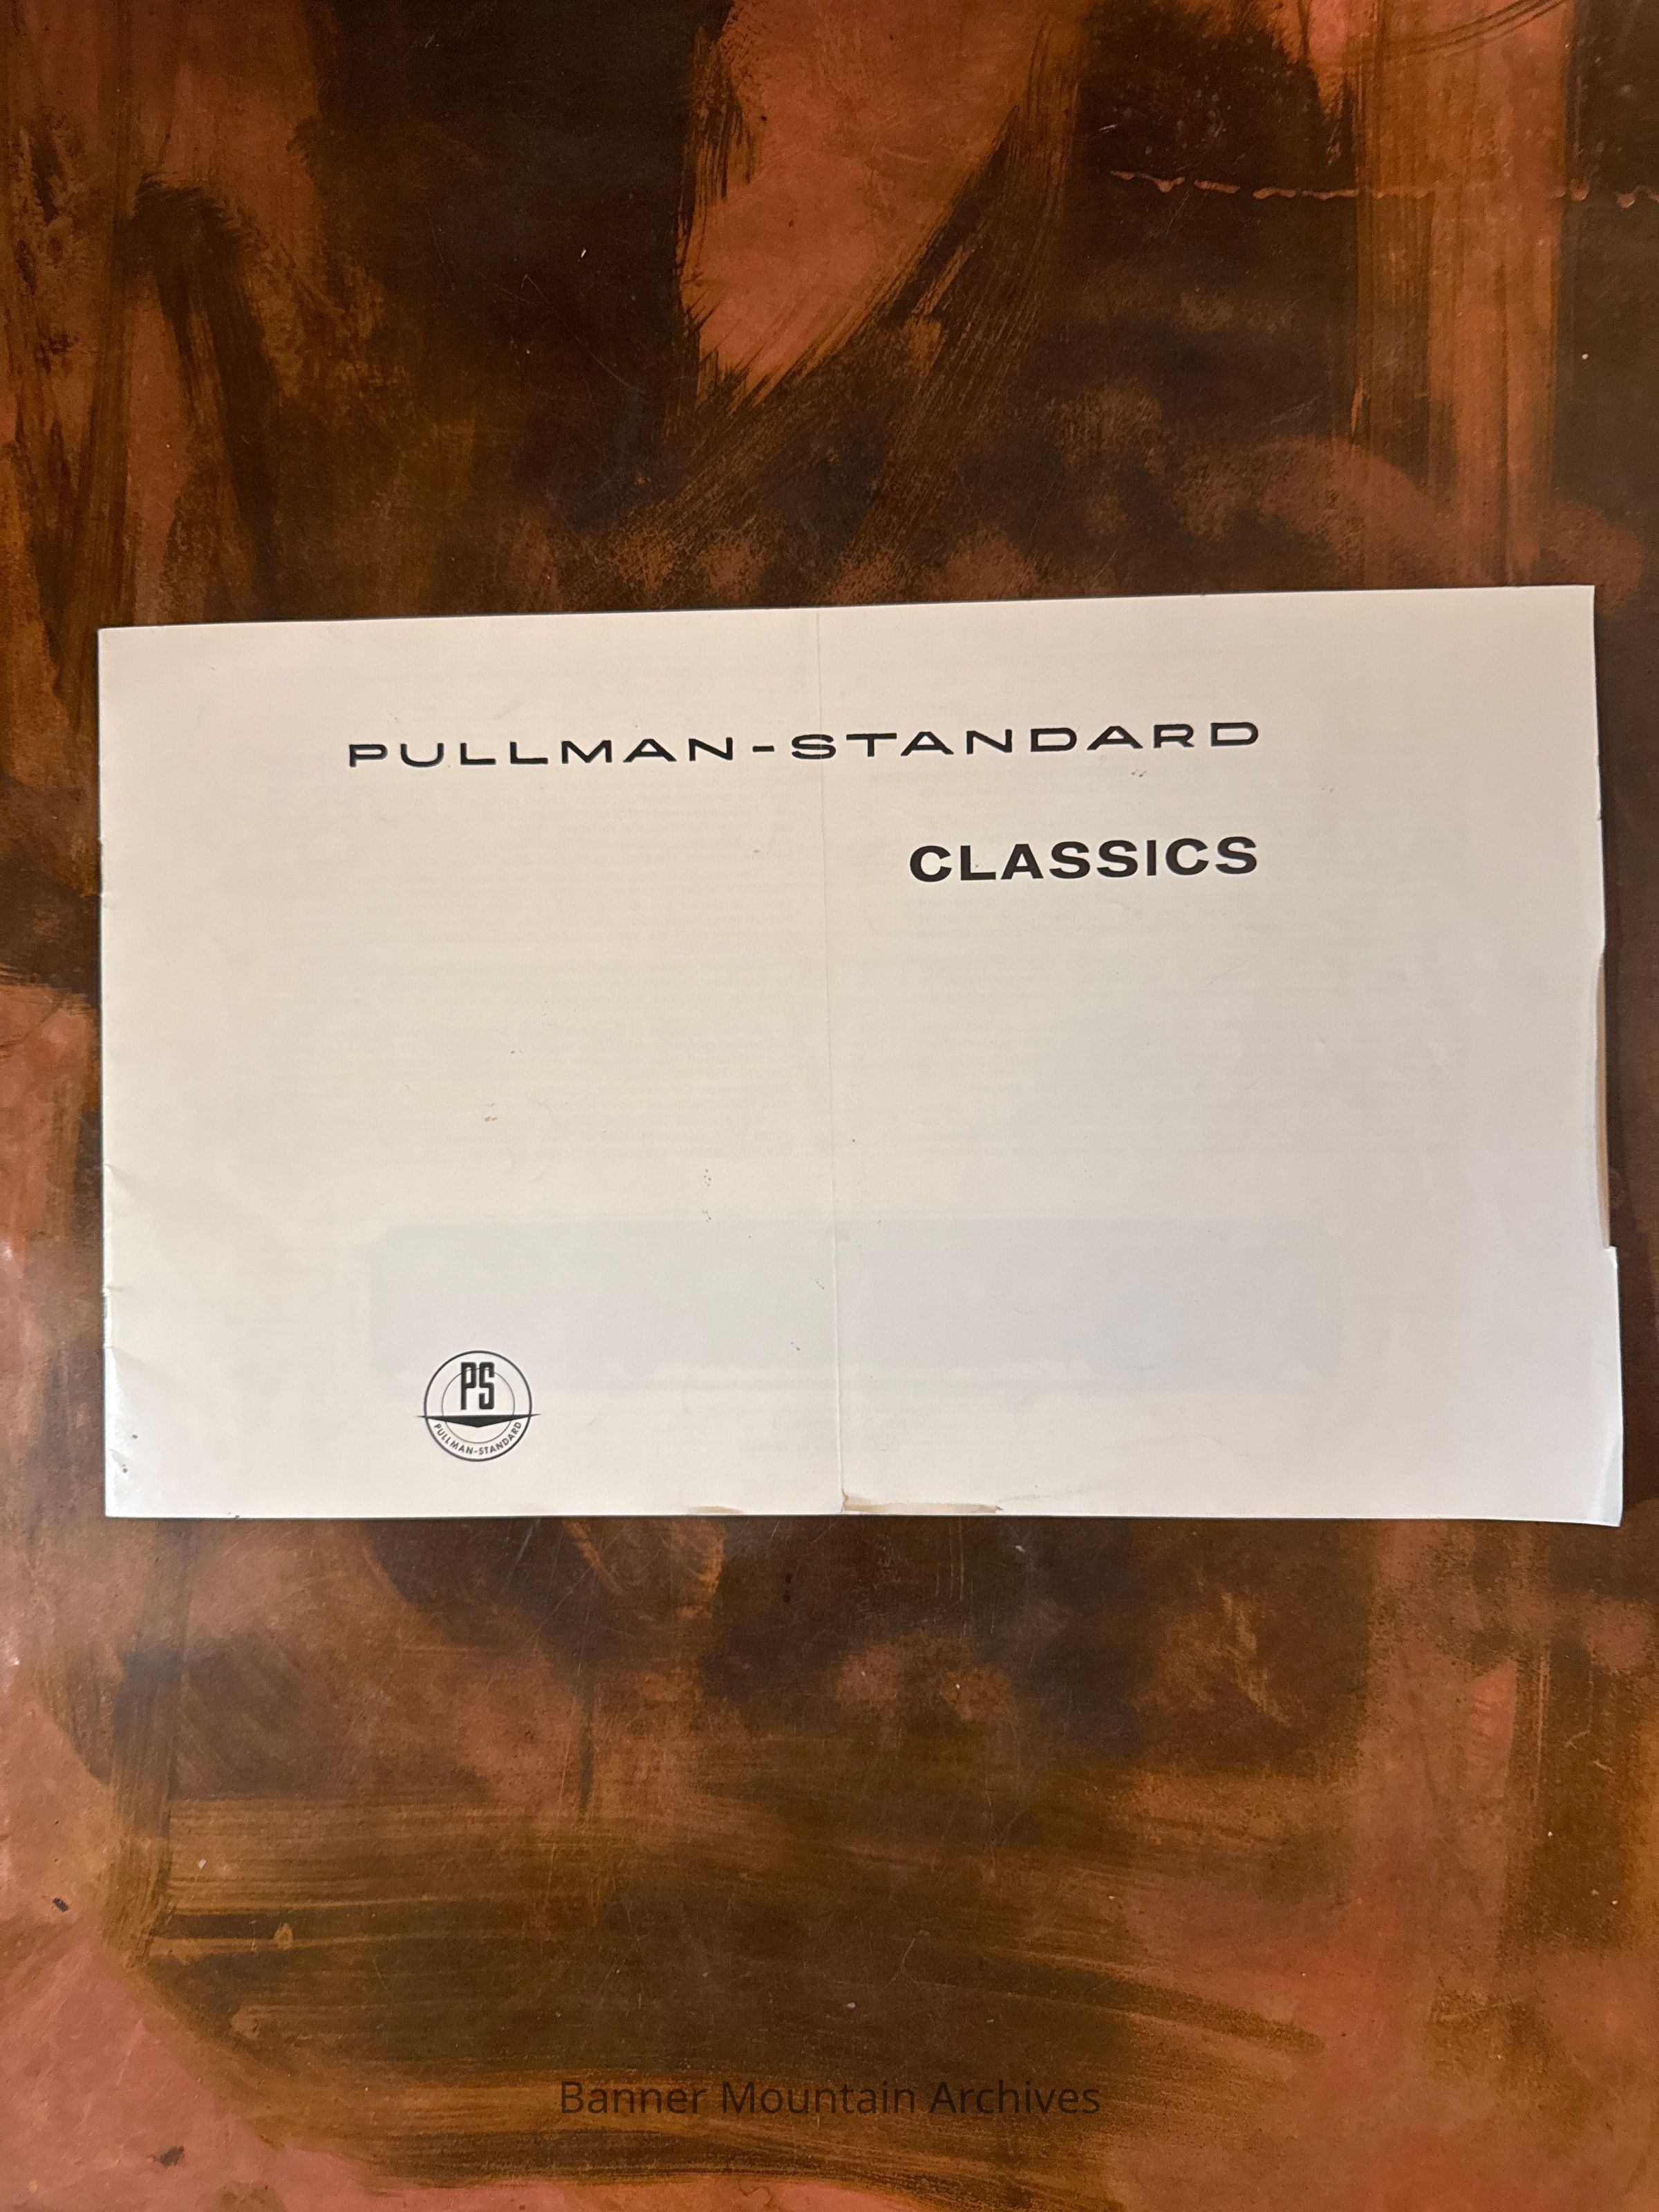 PULLMAN-STANDARD
CLASSICS
PS
PULLMAN-STANDARD
Banner Mountain Archives